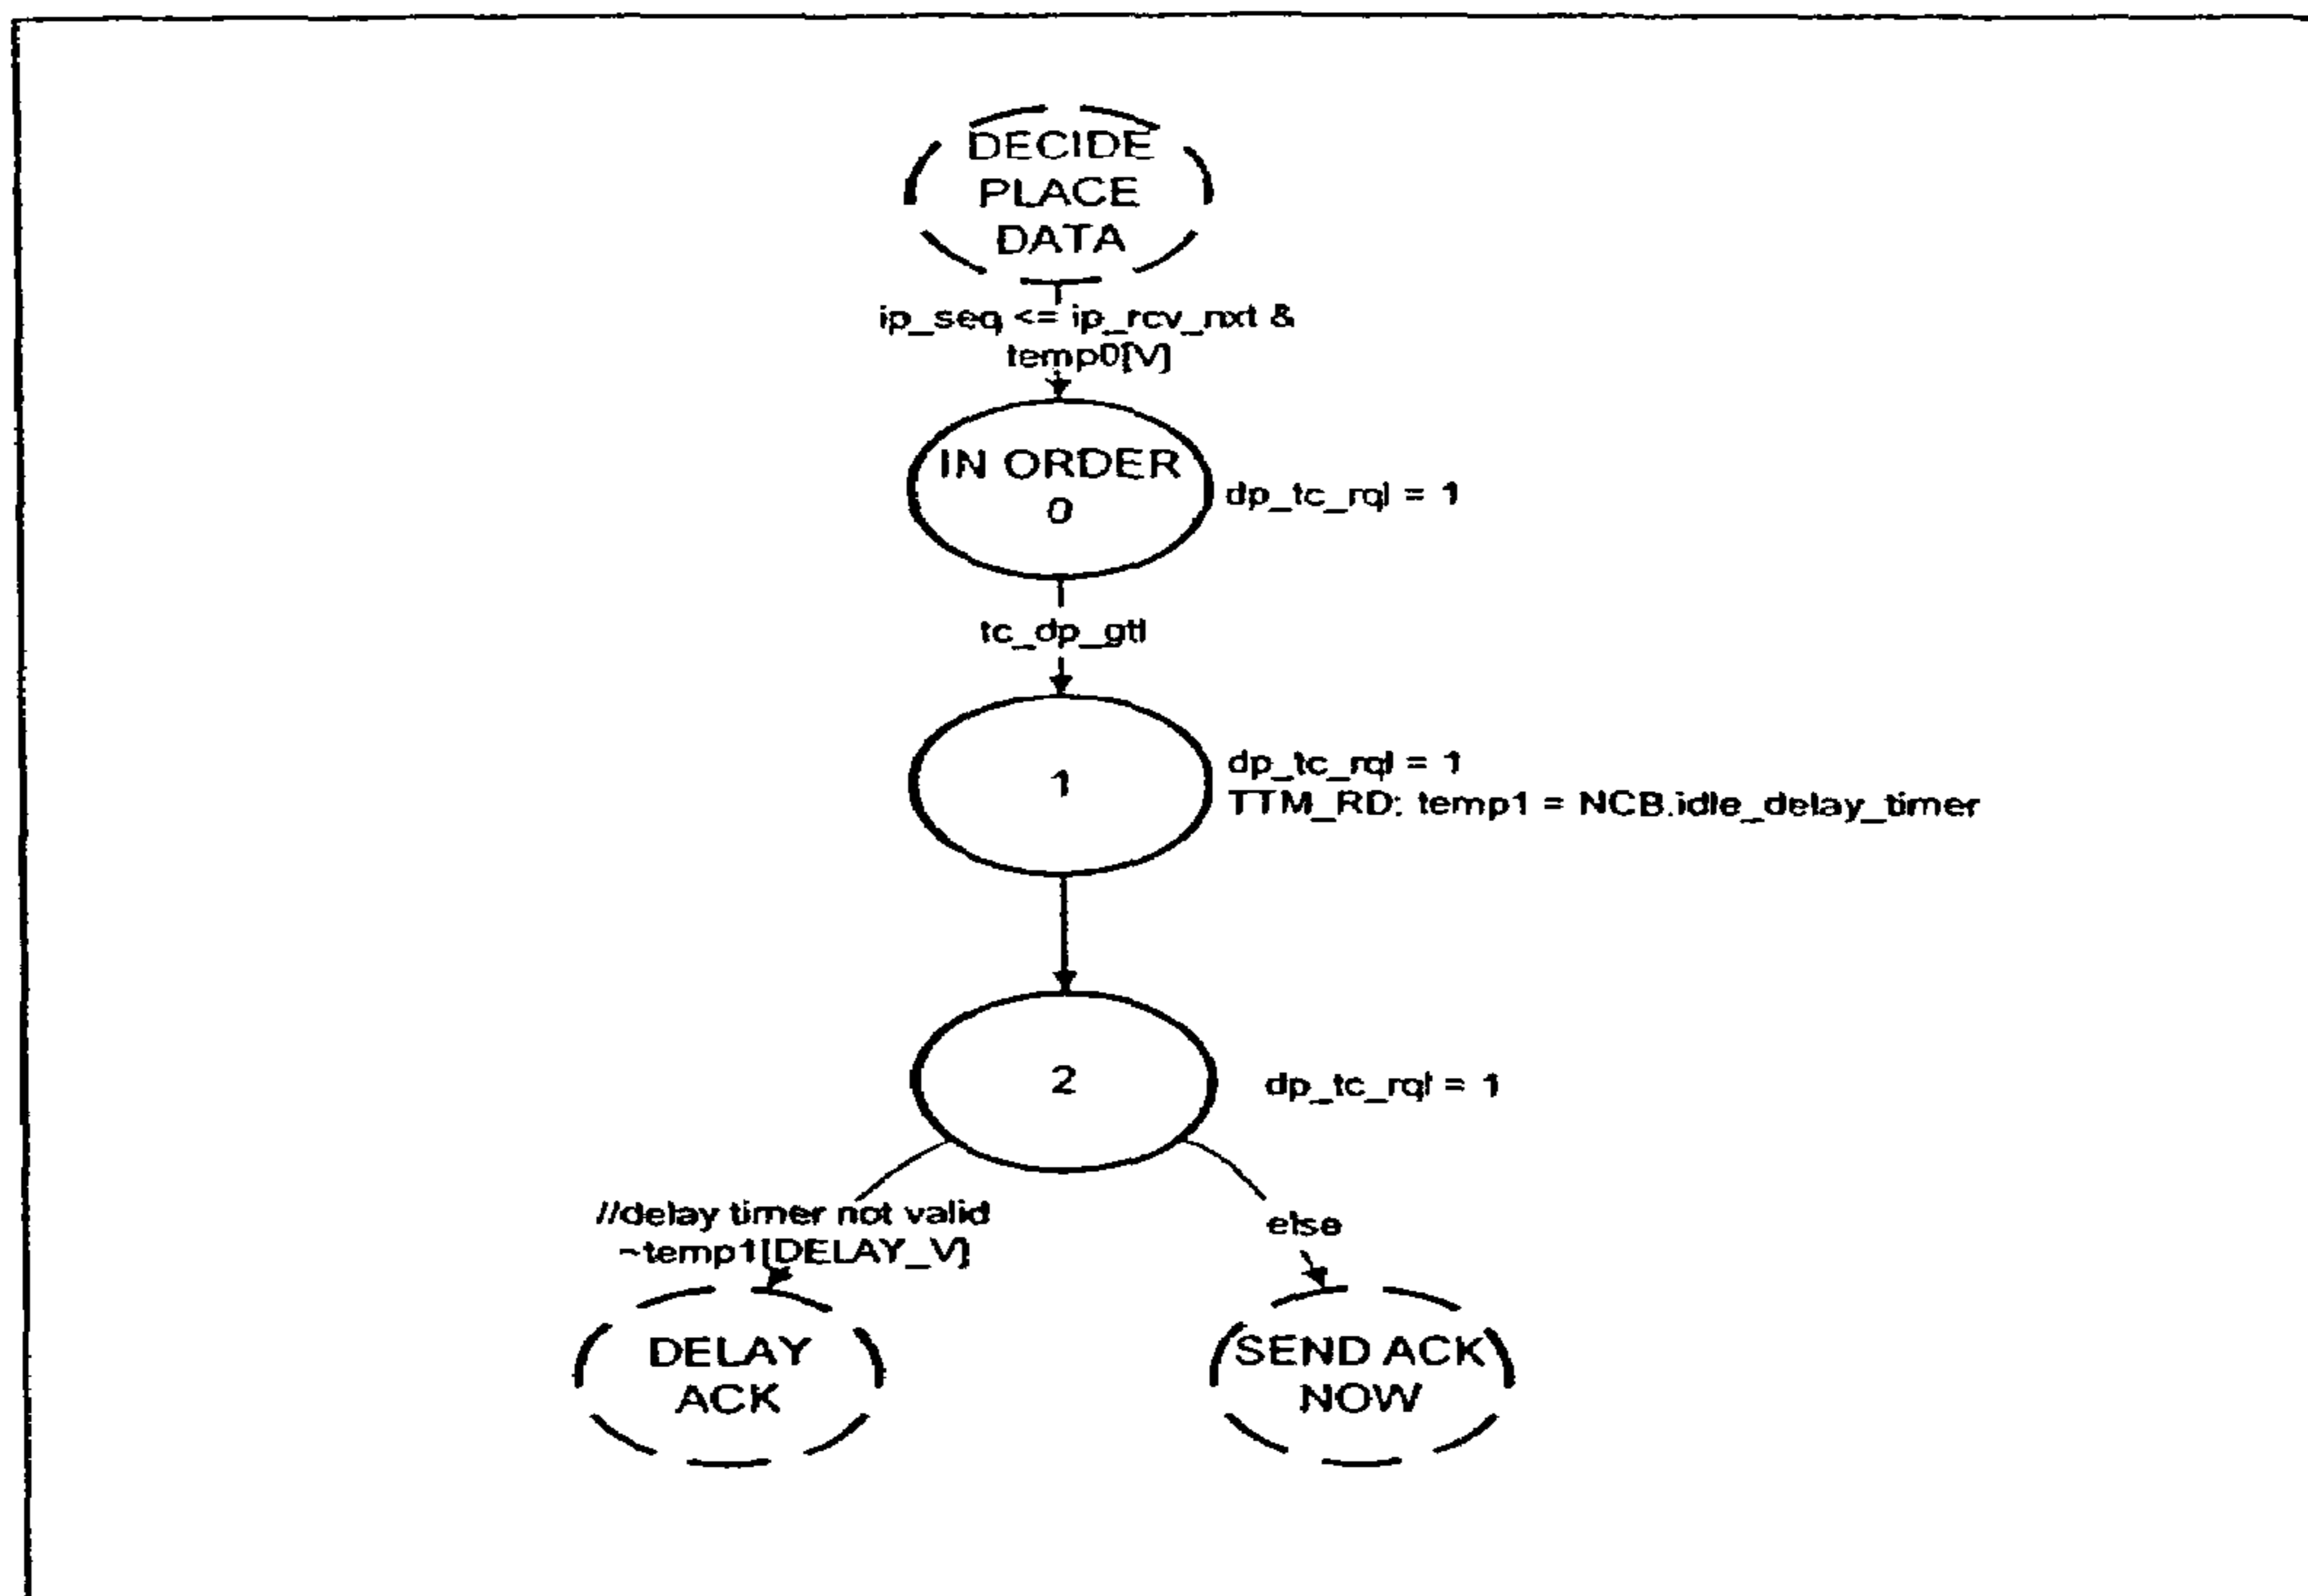 DECIDE
PLACE
DATA
ip_seq <= ip_rcv_nxt &
temp0[V]
IN ORDER
0
dp_tc_rql = 1
tc_dp_gtl
1
dp_tc_rql = 1
TTM_RD; temp1 = NCB.idle_delay_timer
2
dp_tc_rql = 1
//delay timer not valid
~temp1[DELAY_V]
else
DELAY
ACK
SEND ACK
NOW